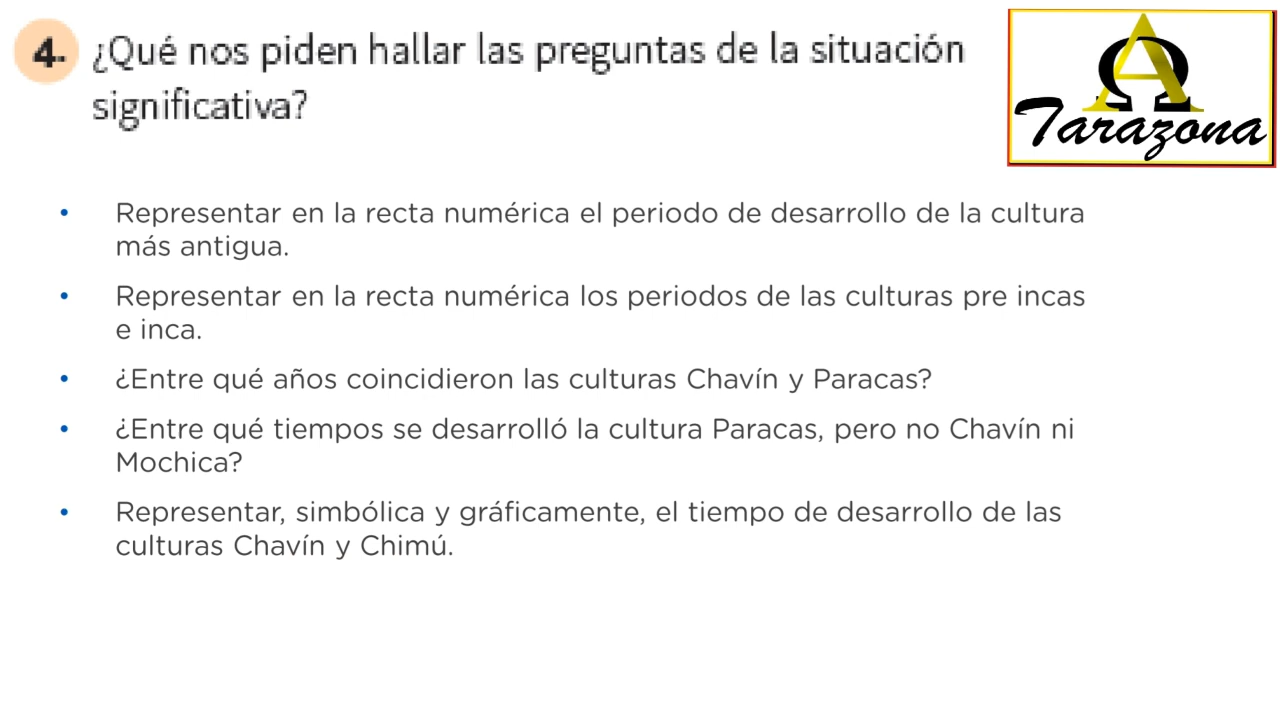 4. ¿Qué nos piden hallar las preguntas de la situación
significativa?
AΩ
Tarazona
• Representar en la recta numérica el periodo de desarrollo de la cultura
más antigua.
• Representar en la recta numérica los periodos de las culturas pre incas
e inca.
• ¿Entre qué años coincidieron las culturas Chavín y Paracas?
• ¿Entre qué tiempos se desarrolló la cultura Paracas, pero no Chavín ni
Mochica?
• Representar, simbólica y gráficamente, el tiempo de desarrollo de las
culturas Chavín y Chimú.